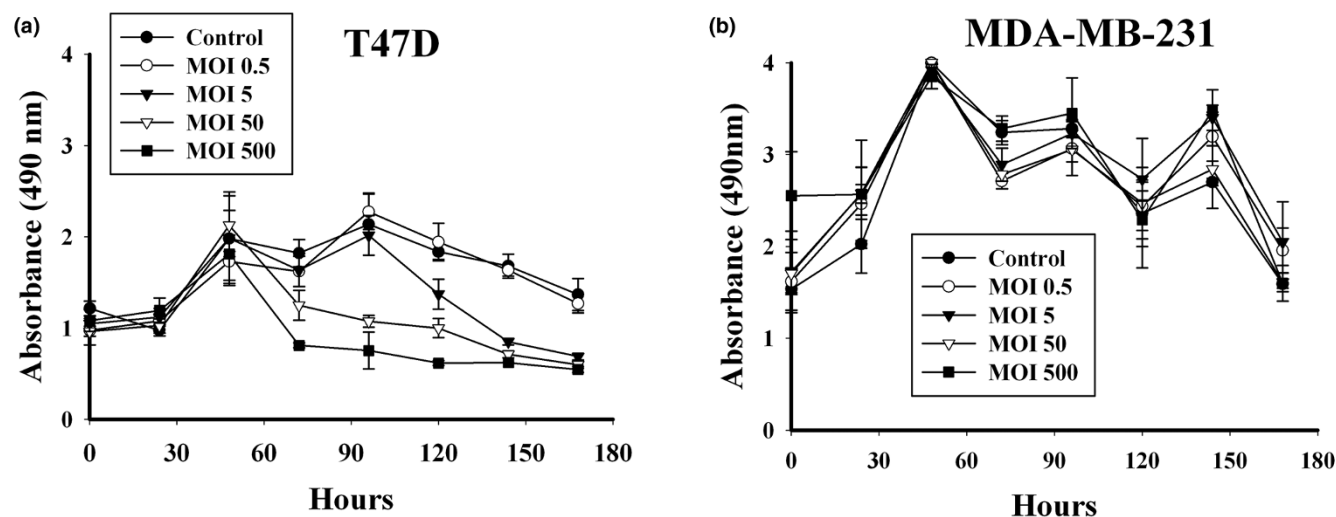 (a)
T47D
Control
MOI 0.5
MOI 5
MOI 50
MOI 500
Absorbance (490 nm)
4
3
2
1
0
0 30 60 90 120 150 180
Hours
(b)
MDA-MB-231
Absorbance (490nm)
4
3
2
1
0
Control
MOI 0.5
MOI 5
MOI 50
MOI 500
0 30 60 90 120 150 180
Hours